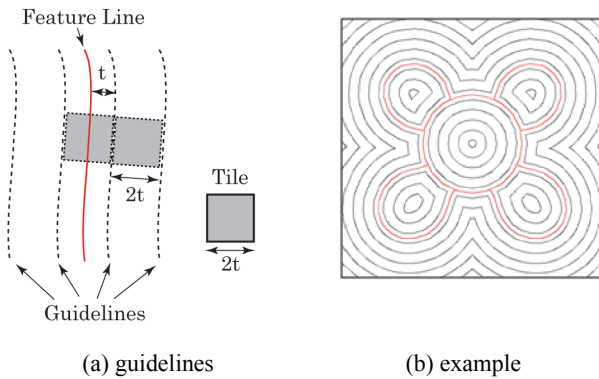 Feature Line
t
2t
Tile
2t
Guidelines
(a) guidelines
(b) example